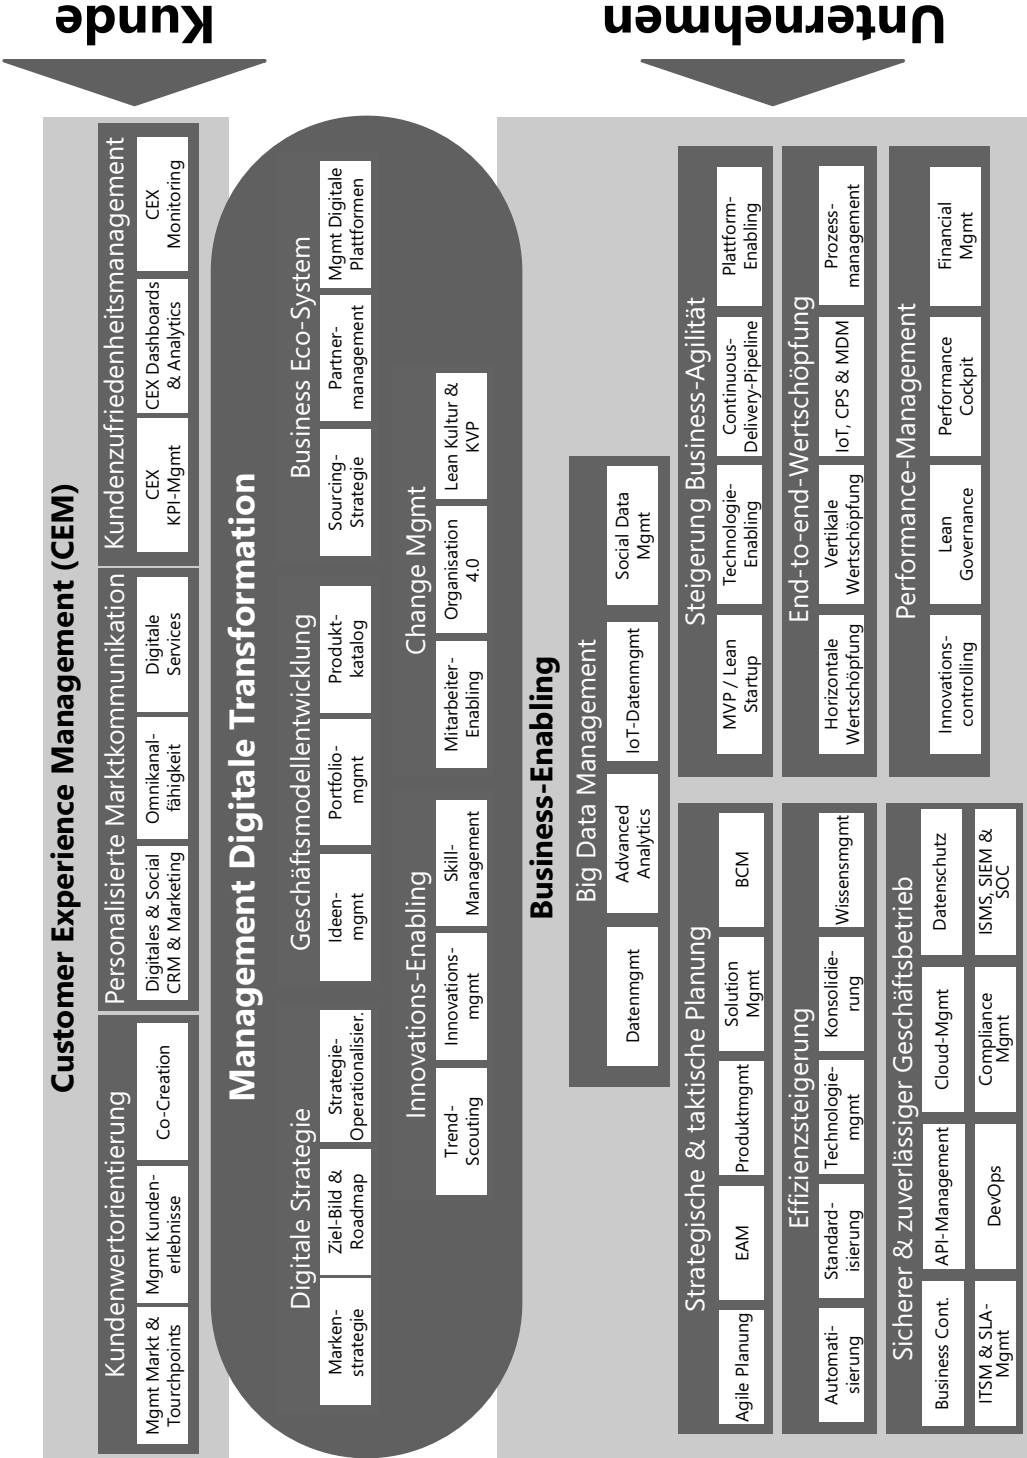 Kunde
Unternehmen
Customer Experience Management (CEM)
Kundenwertorientierung
Mgmt Markt &
Tourchpoints
Mgmt Kunden-
erlebnisse
Co-Creation
Personalisierte Marktkommunikation
Digitales & Social
CRM & Marketing
Omnikanal-
fähigkeit
Digitale
Services
Kundenzufriedenheitsmanagement
CEX
KPI-Mgmt
CEX Dashboards
& Analytics
CEX
Monitoring
Management Digitale Transformation
Digitale Strategie
Marken-
strategie
Ziel-Bild &
Roadmap
Strategie-
Operationalisier.
Geschäftsmodellentwicklung
Ideen-
mgmt
Portfolio-
mgmt
Produkt-
katalog
Business Eco-System
Sourcing-
Strategie
Partner-
management
Mgmt Digitale
Plattformen
Innovations-Enabling
Trend-
Scouting
Innovations-
mgmt
Skill-
Management
Change Mgmt
Mitarbeiter-
Enabling
Organisation
4.0
Lean Kultur &
KVP
Business-Enabling
Big Data Management
Datenmgmt
Advanced
Analytics
IoT-Datenmgmt
Social Data
Mgmt
Strategische & taktische Planung
Agile Planung
EAM
Produktmgmt
Solution
Mgmt
BCM
Steigerung Business-Agilität
MVP / Lean
Startup
Technologie-
Enabling
Continuous-
Delivery-Pipeline
Plattform-
Enabling
Effizienzsteigerung
Automati-
sierung
Standard-
isierung
Technologie-
mgmt
Konsolidie-
rung
Wissensmgmt
End-to-end-Wertschöpfung
Horizontale
Wertschöpfung
Vertikale
Wertschöpfung
IoT, CPS & MDM
Prozess-
management
Sicherer & zuverlässiger Geschäftsbetrieb
Business Cont.
API-Management
Cloud-Mgmt
Datenschutz
ITSM & SLA-
Mgmt
DevOps
Compliance
Mgmt
ISMS, SIEM &
SOC
Performance-Management
Innovations-
controlling
Lean
Governance
Performance
Cockpit
Financial
Mgmt